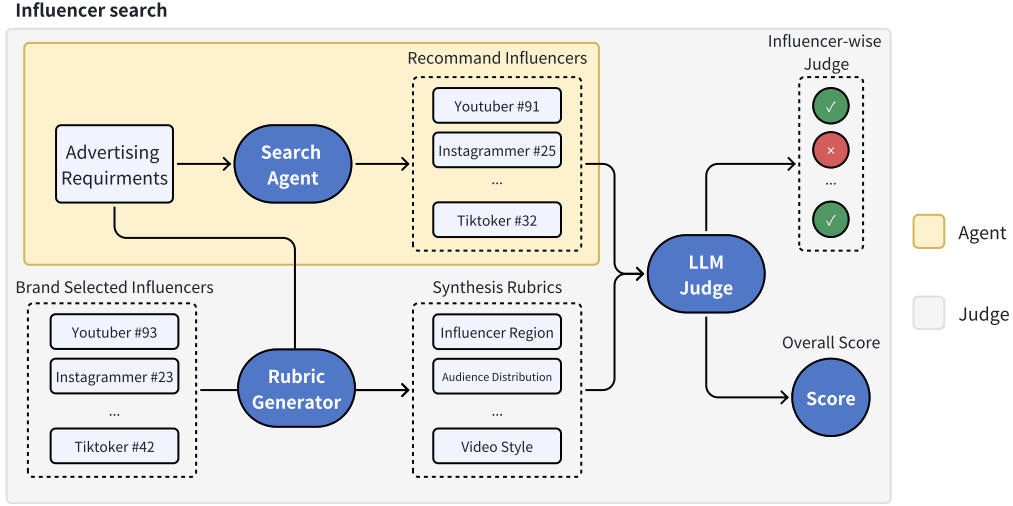 Influencer search
Influencer-wise
Judge
Recommand Influencers
Youtuber #91
Instagrammer #25
...
Tiktoker #32
Advertising
Requirments
Search
Agent
✓
×
...
✓
Agent
LLM
Judge
Judge
Brand Selected Influencers
Youtuber #93
Instagrammer #23
...
Tiktoker #42
Rubric
Generator
Synthesis Rubrics
Influencer Region
Audience Distribution
...
Video Style
Overall Score
Score